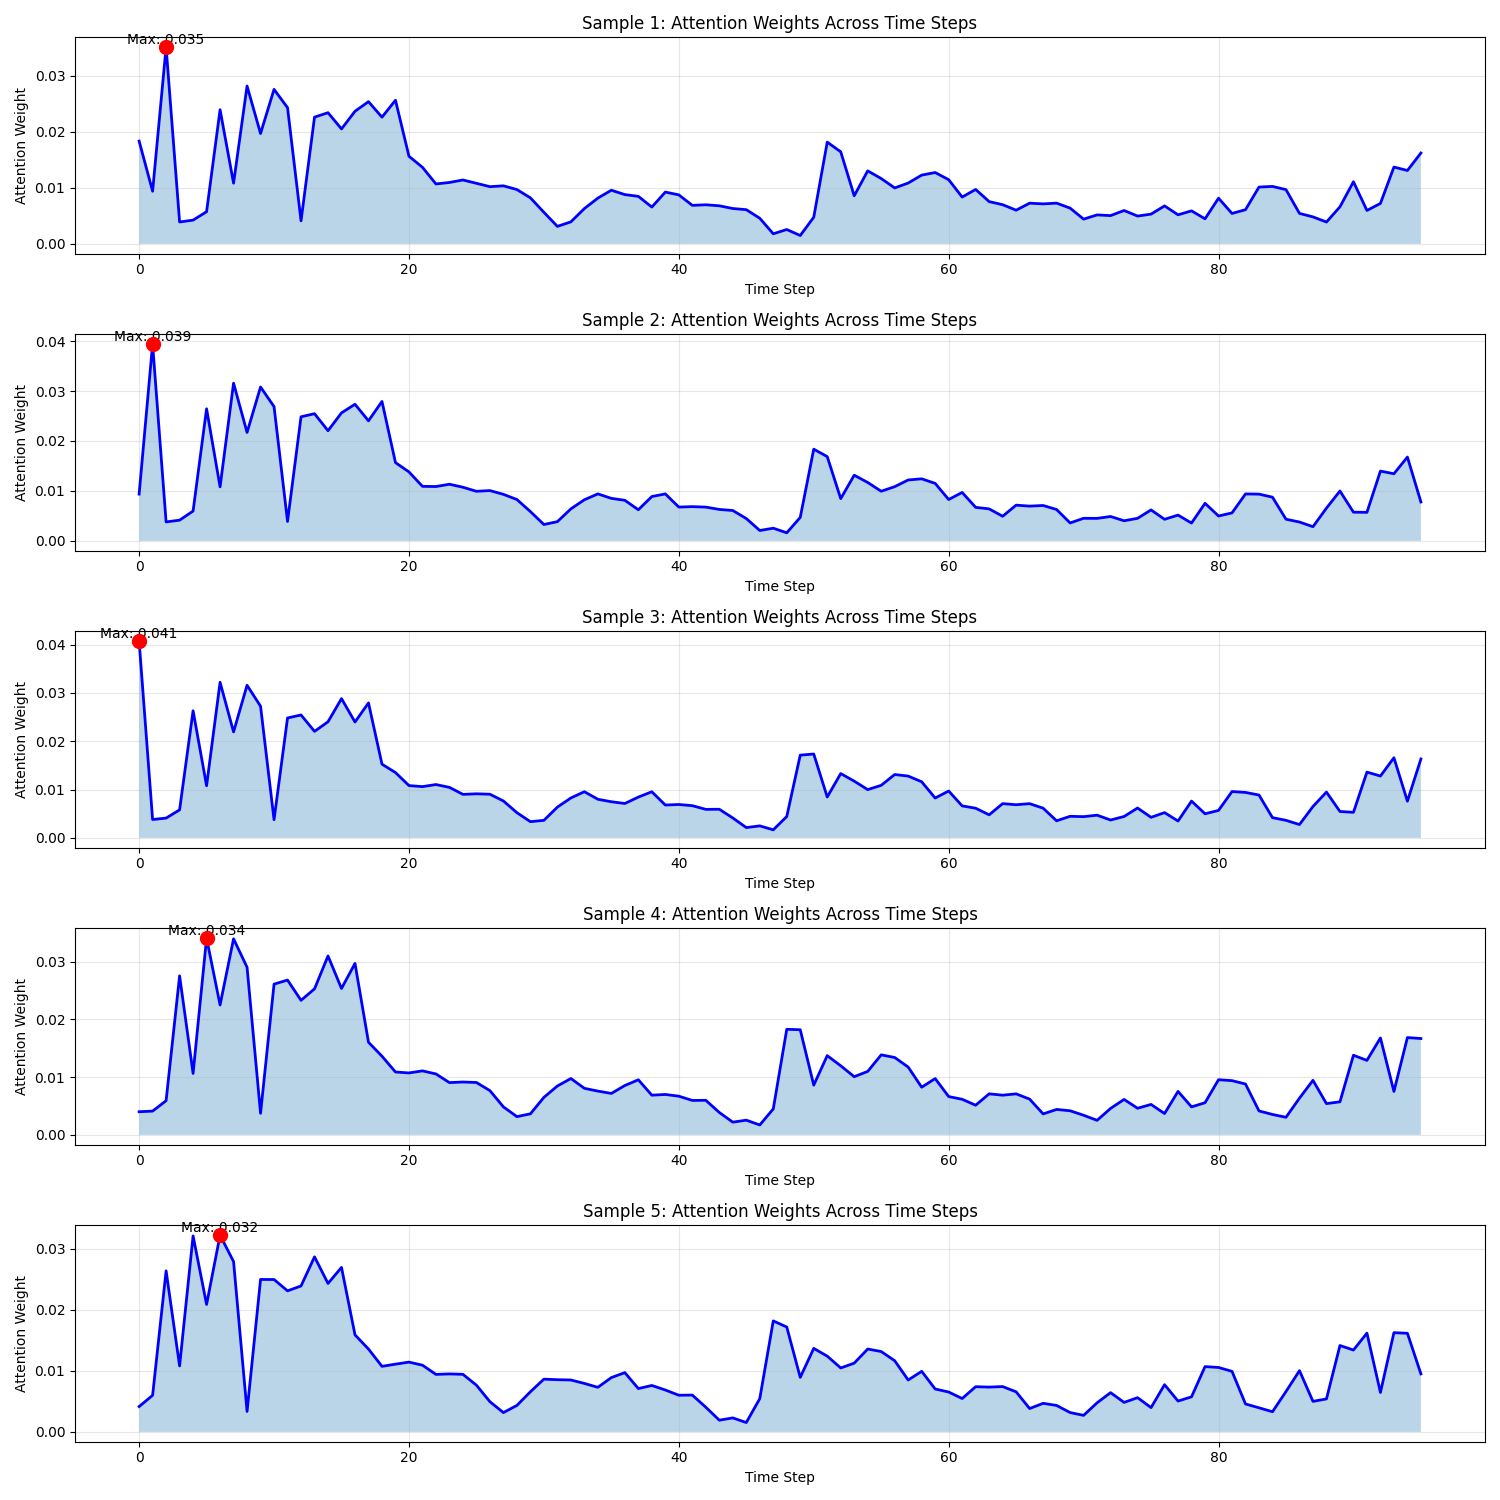 Sample 1: Attention Weights Across Time Steps
Max: 0.035
Attention Weight
0.03
0.02
0.01
0.00
0 20 40 60 80
Time Step
Sample 2: Attention Weights Across Time Steps
Max: 0.039
Attention Weight
0.04
0.03
0.02
0.01
0.00
0 20 40 60 80
Time Step
Sample 3: Attention Weights Across Time Steps
Max: 0.041
Attention Weight
0.04
0.03
0.02
0.01
0.00
0 20 40 60 80
Time Step
Sample 4: Attention Weights Across Time Steps
Max: 0.034
Attention Weight
0.03
0.02
0.01
0.00
0 20 40 60 80
Time Step
Sample 5: Attention Weights Across Time Steps
Max: 0.032
Attention Weight
0.03
0.02
0.01
0.00
0 20 40 60 80
Time Step